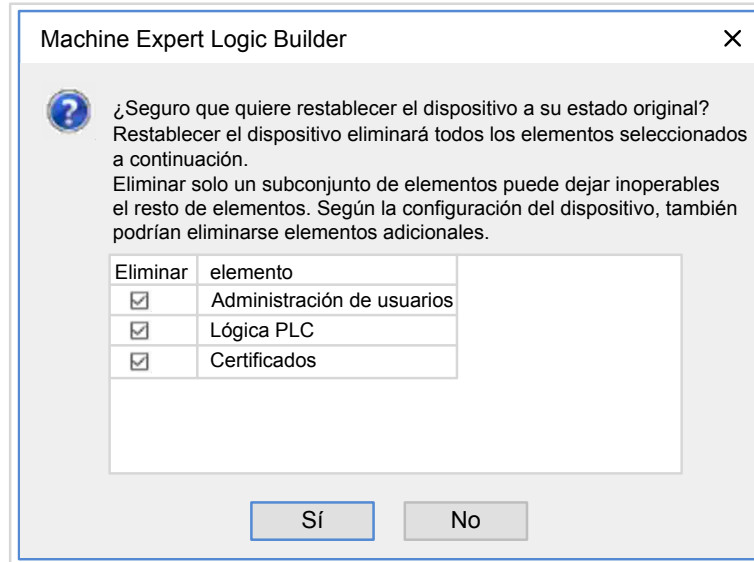 Machine Expert Logic Builder
¿Seguro que quiere restablecer el dispositivo a su estado original?
Restablecer el dispositivo eliminará todos los elementos seleccionados
a continuación.
Eliminar solo un subconjunto de elementos puede dejar inoperables
el resto de elementos. Según la configuración del dispositivo, también
podrían eliminarse elementos adicionales.
Eliminar elemento
Administración de usuarios
Lógica PLC
Certificados
Sí No